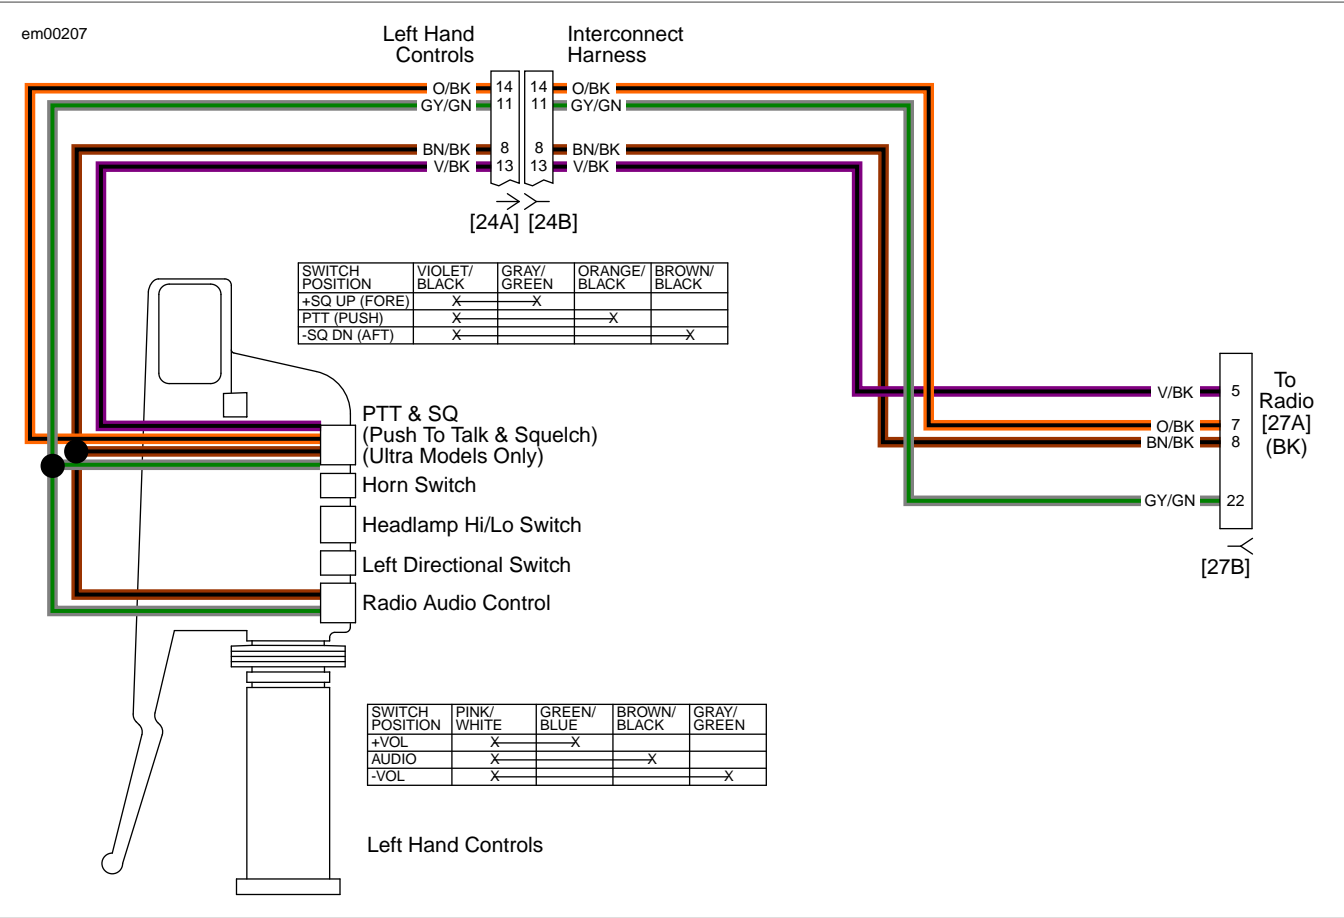 em00207
Left Hand
Controls
Interconnect
Harness
O/BK 14 14 O/BK
GY/GN 11 11 GY/GN
BN/BK 8 8 BN/BK
V/BK 13 13 V/BK
[24A] [24B]
SWITCH POSITION VIOLET/ BLACK GRAY/ GREEN ORANGE/ BLACK BROWN/ BLACK
+SQ UP (FORE) X X
PTT (PUSH) X X
-SQ DN (AFT) X X
V/BK 5
O/BK 7
BN/BK 8
GY/GN 22
To
Radio
[27A]
(BK)
[27B]
PTT & SQ
(Push To Talk & Squelch)
(Ultra Models Only)
Horn Switch
Headlamp Hi/Lo Switch
Left Directional Switch
Radio Audio Control
SWITCH POSITION PINK/ WHITE GREEN/ BLUE BROWN/ BLACK GRAY/ GREEN
+VOL X X
AUDIO X X
-VOL X X
Left Hand Controls